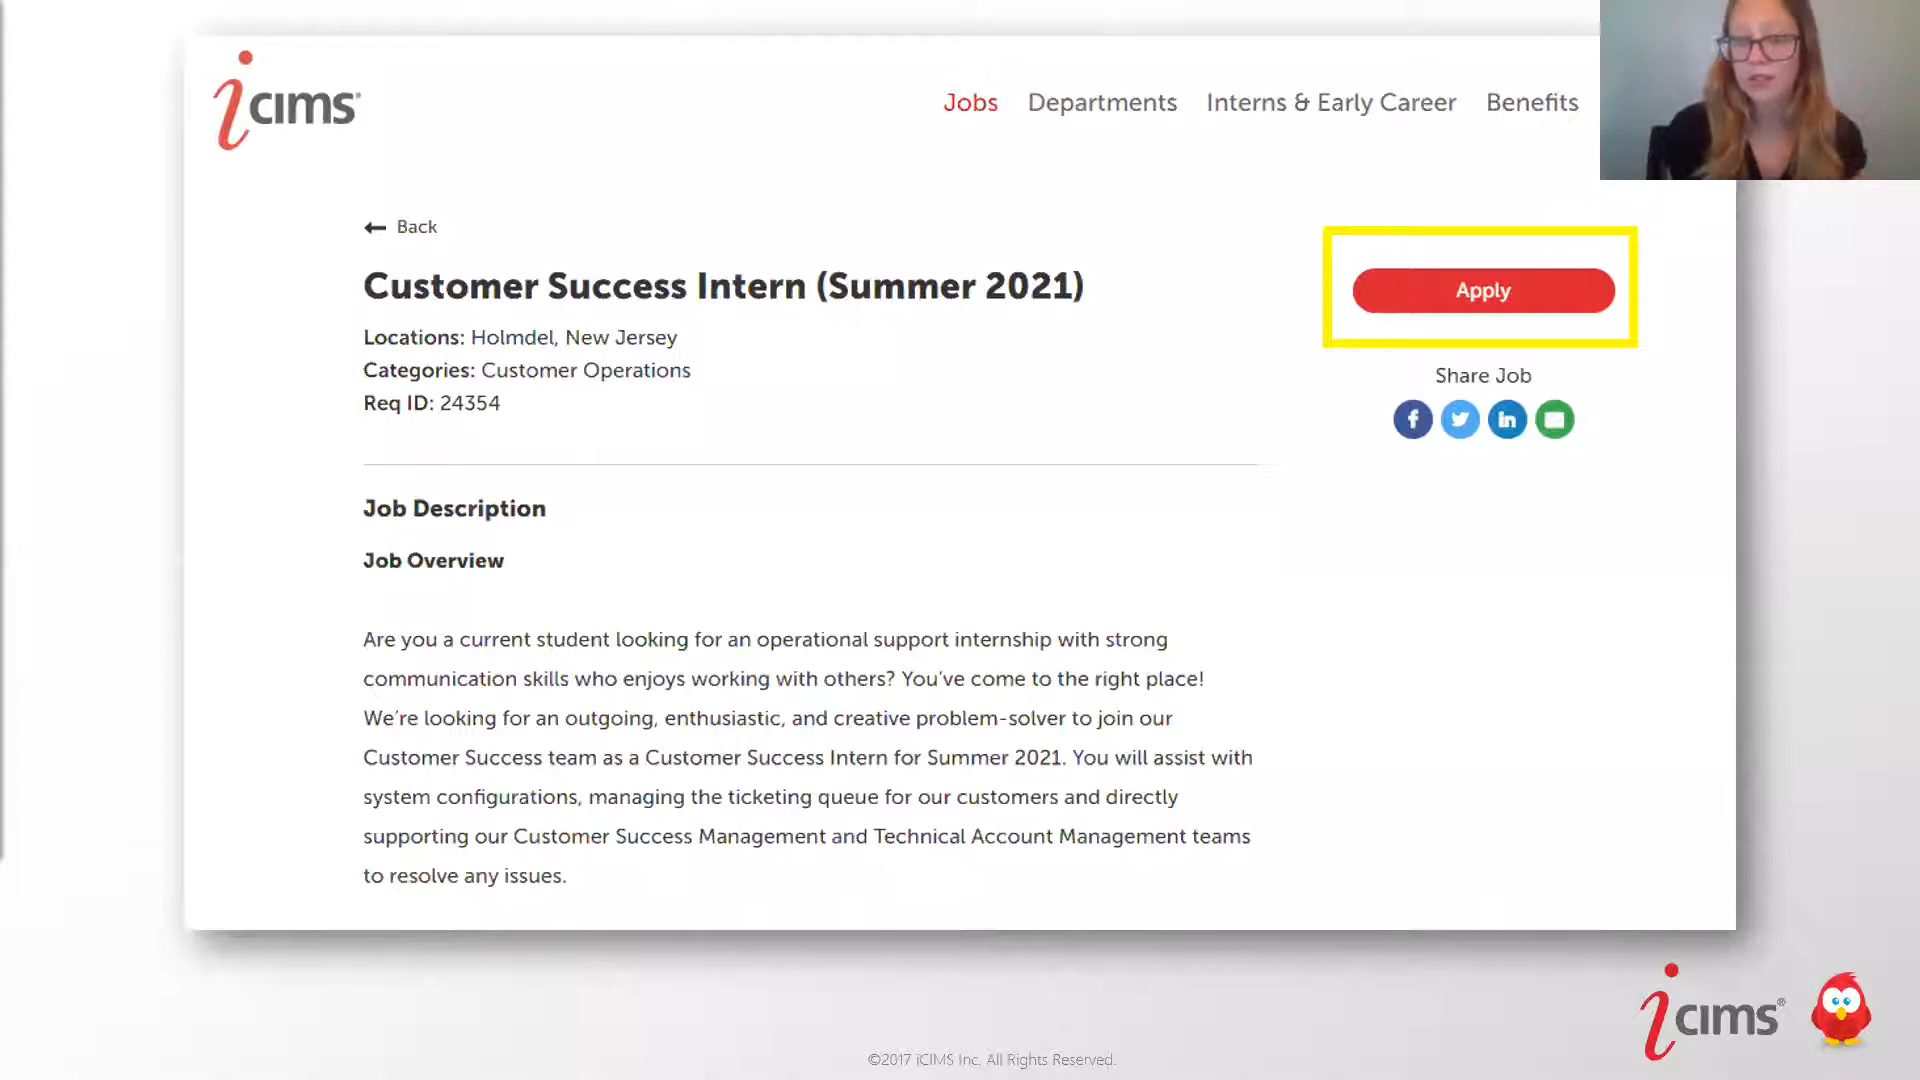 iCIMS®
Jobs Departments Interns & Early Career Benefits
Back
Customer Success Intern (Summer 2021)
Locations: Holmdel, New Jersey
Categories: Customer Operations
Req ID: 24354
Apply
Share Job
Job Description
Job Overview
Are you a current student looking for an operational support internship with strong
communication skills who enjoys working with others? You’ve come to the right place!
We’re looking for an outgoing, enthusiastic, and creative problem-solver to join our
Customer Success team as a Customer Success Intern for Summer 2021. You will assist with
system configurations, managing the ticketing queue for our customers and directly
supporting our Customer Success Management and Technical Account Management teams
to resolve any issues.
iCIMS®
©2017 iCIMS Inc. All Rights Reserved.